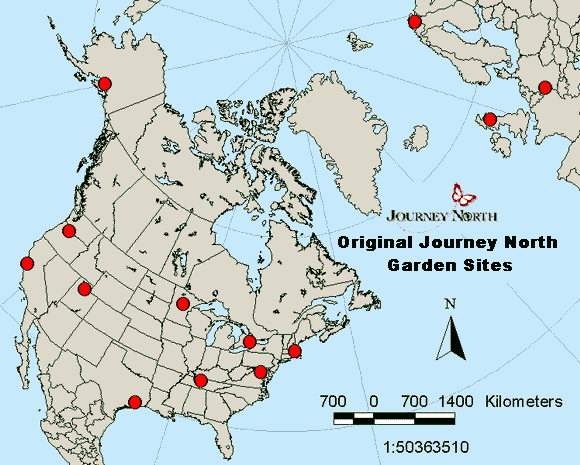 JOURNEY NORTH
Original Journey North
Garden Sites
N
700 0 700 1400 Kilometers
1:50363510